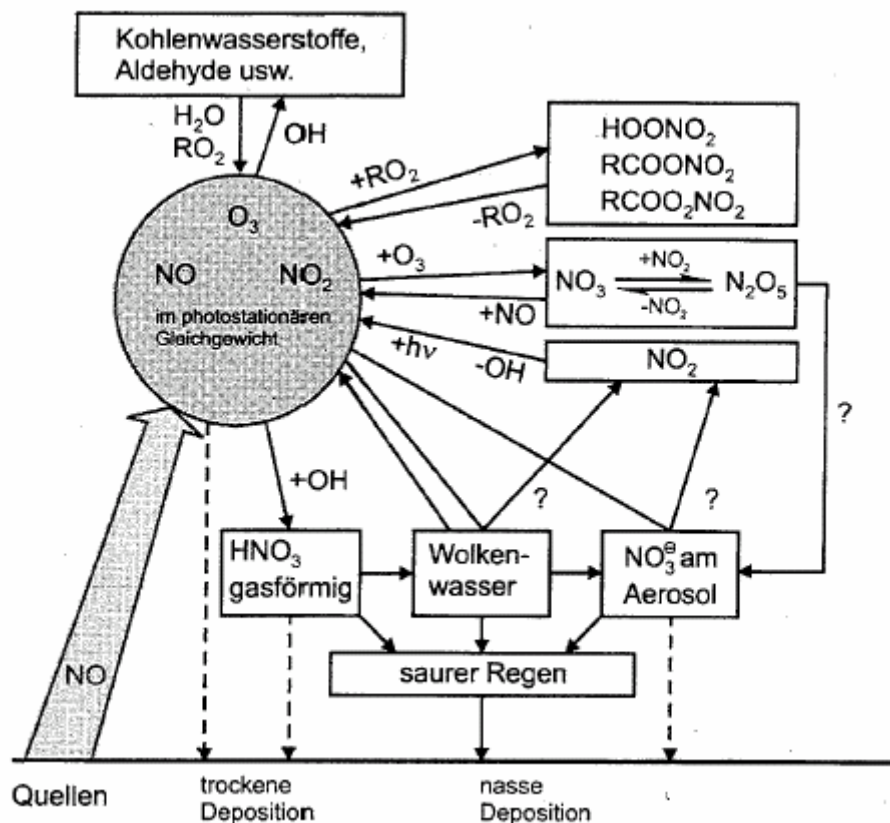 Kohlenwasserstoffe,
Aldehyde usw.
H₂O
RO₂
OH
+RO₂
-RO₂
HOONO₂
RCOONO₂
RCOO₂NO₂
O₃
NO
NO₂
im photostationären
Gleichgewicht
+O₃
+NO
NO₃
+NO₂
-NO₃
N₂O₅
+hν
-OH
NO₂
?
?
?
+OH
HNO₃
gasförmig
Wolken-
wasser
NO₃⊖ am
Aerosol
saurer Regen
NO
Quellen
trockene
Deposition
nasse
Deposition